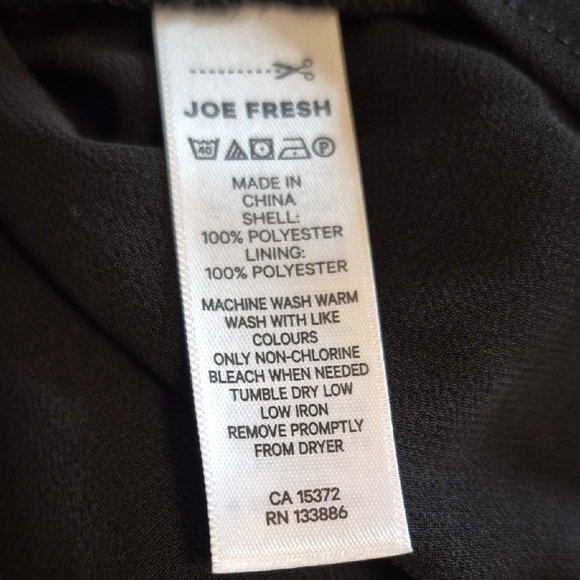 JOE FRESH
40 P
MADE IN
CHINA
SHELL:
100% POLYESTER
LINING:
100% POLYESTER
MACHINE WASH WARM
WASH WITH LIKE
COLOURS
ONLY NON-CHLORINE
BLEACH WHEN NEEDED
TUMBLE DRY LOW
LOW IRON
REMOVE PROMPTLY
FROM DRYER
CA 15372
RN 133886